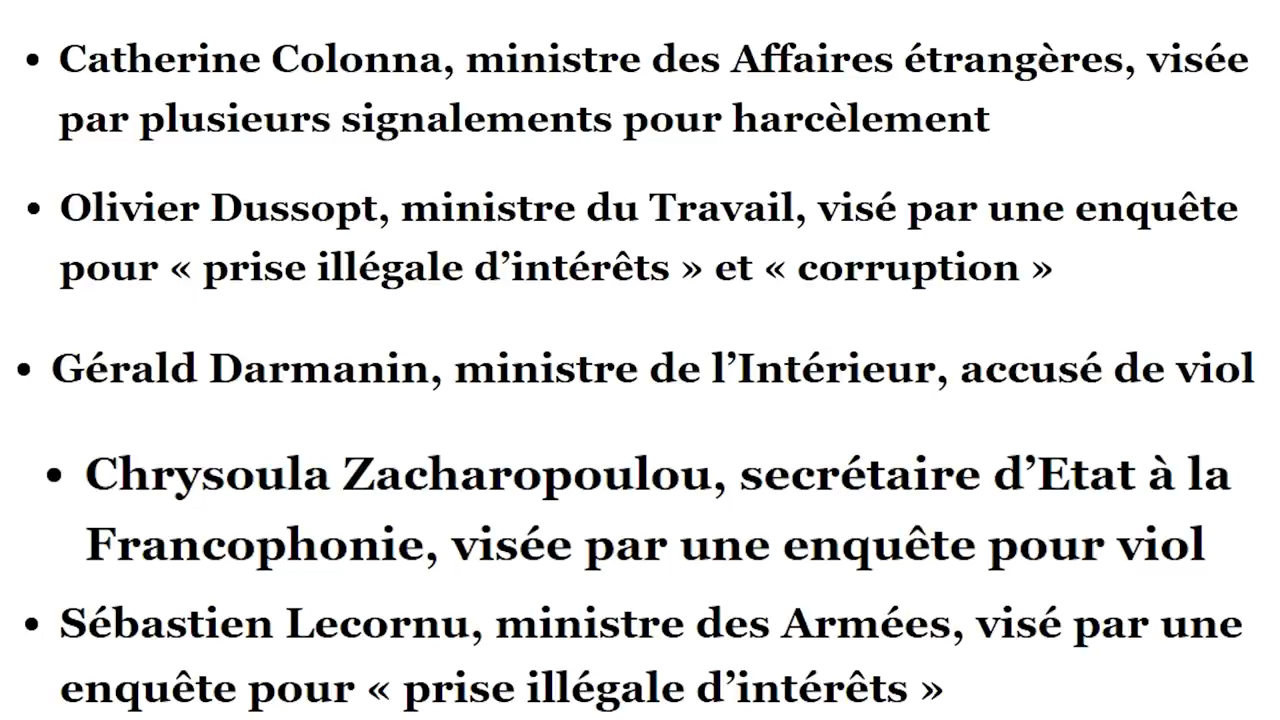 • Catherine Colonna, ministre des Affaires étrangères, visée
par plusieurs signalements pour harcèlement
• Olivier Dussopt, ministre du Travail, visé par une enquête
pour « prise illégale d’intérêts » et « corruption »
• Gérald Darmanin, ministre de l’Intérieur, accusé de viol
• Chrysoula Zacharopoulou, secrétaire d’Etat à la
Francophonie, visée par une enquête pour viol
• Sébastien Lecornu, ministre des Armées, visé par une
enquête pour « prise illégale d’intérêts »